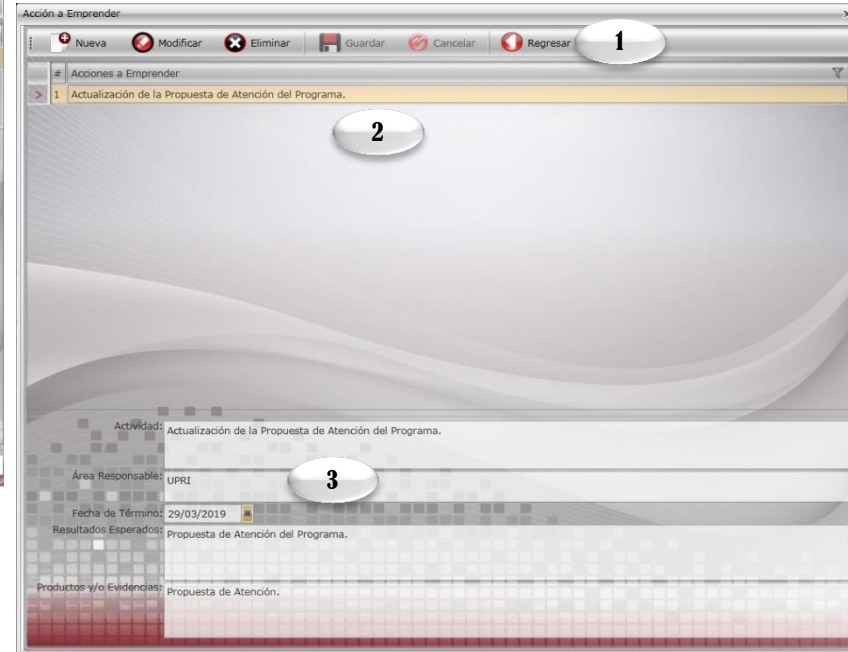 Acción a Emprender x
Nueva Modificar Eliminar Guardar Cancelar Regresar 1
# Acciones a Emprender
> 1 Actualización de la Propuesta de Atención del Programa.
2
Actividad: Actualización de la Propuesta de Atención del Programa.
Área Responsable: UPRI
3
Fecha de Término: 29/03/2019
Resultados Esperados: Propuesta de Atención del Programa.
Productos y/o Evidencias: Propuesta de Atención.